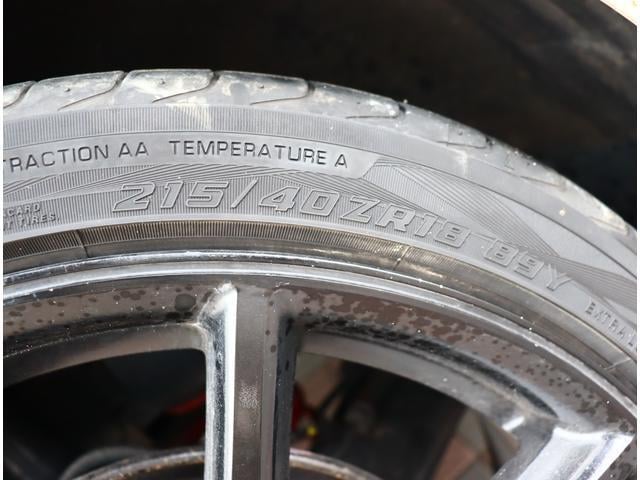 TRACTION AA TEMPERATURE A
215/40ZR18 89Y